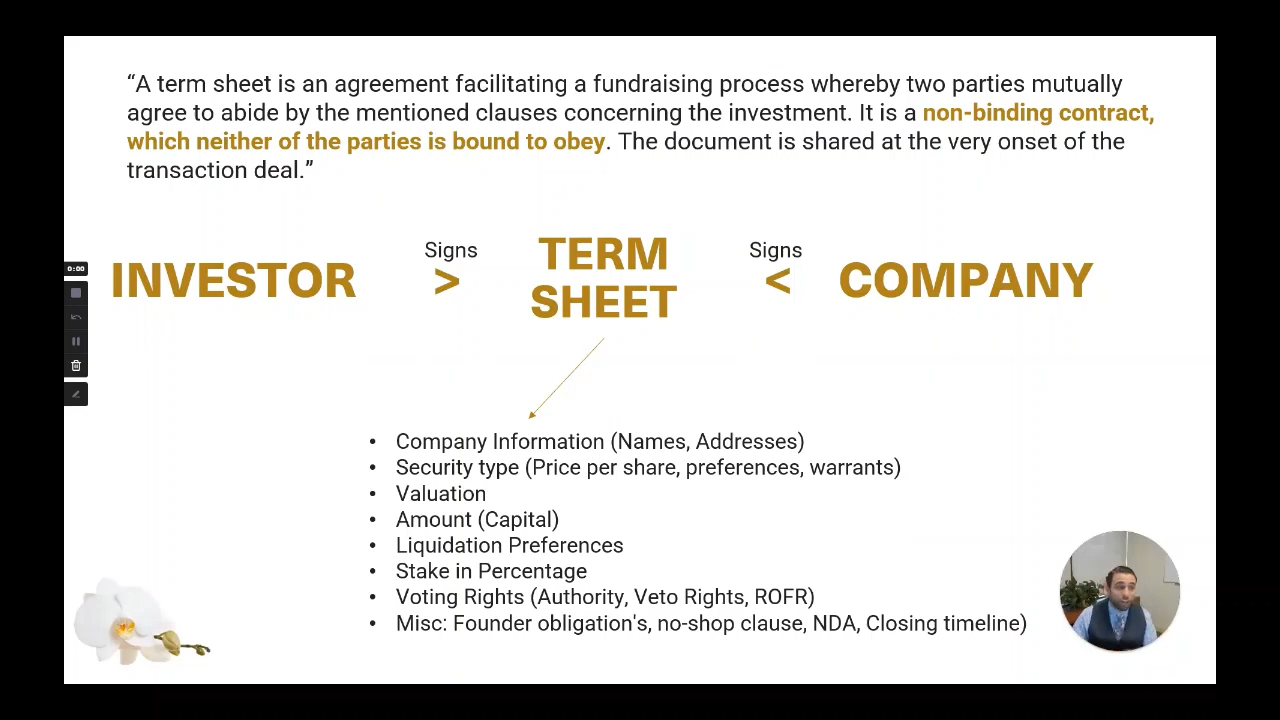 “A term sheet is an agreement facilitating a fundraising process whereby two parties mutually
agree to abide by the mentioned clauses concerning the investment. It is a non-binding contract,
which neither of the parties is bound to obey. The document is shared at the very onset of the
transaction deal.”
Signs
Signs
TERM
SHEET
INVESTOR
>
<
COMPANY
0:00
• Company Information (Names, Addresses)
• Security type (Price per share, preferences, warrants)
• Valuation
• Amount (Capital)
• Liquidation Preferences
• Stake in Percentage
• Voting Rights (Authority, Veto Rights, ROFR)
• Misc: Founder obligation's, no-shop clause, NDA, Closing timeline)